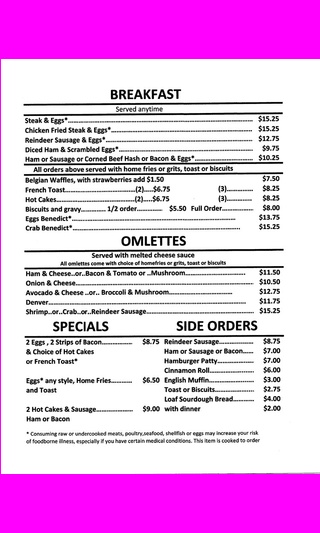 BREAKFAST
Served anytime
Steak & Eggs*.......... $15.25
Chicken Fried Steak & Eggs*.......... $15.25
Reindeer Sausage & Eggs*.......... $12.75
Diced Ham & Scrambled Eggs*.......... $9.75
Ham or Sausage or Corned Beef Hash or Bacon & Eggs*.......... $10.25
All orders above served with home fries or grits, toast or biscuits
Belgian Waffles, with strawberries add $1.50 $7.50
French Toast..........(2).....$6.75 (3).......... $8.25
Hot Cakes..........(2).....$6.75 (3).......... $8.25
Biscuits and gravy.......... 1/2 order.......... $5.50 Full Order.......... $8.00
Eggs Benedict*.......... $13.75
Crab Benedict*.......... $15.25
OMLETTES
Served with melted cheese sauce
All omlettes come with choice of homefries or grits, toast or biscuits
Ham & Cheese..or..Bacon & Tomato or ..Mushroom.......... $11.50
Onion & Cheese.......... $10.50
Avocado & Cheese ..or.. Broccoli & Mushroom.......... $12.75
Denver.......... $11.75
Shrimp..or..Crab..or..Reindeer Sausage.......... $15.25
SPECIALS
2 Eggs , 2 Strips of Bacon.......... $8.75
& Choice of Hot Cakes
or French Toast*
Eggs* any style, Home Fries.......... $6.50
and Toast
2 Hot Cakes & Sausage.......... $9.00
Ham or Bacon
SIDE ORDERS
Reindeer Sausage.......... $8.75
Ham or Sausage or Bacon...... $7.00
Hamburger Patty.......... $7.00
Cinnamon Roll.......... $6.00
English Muffin.......... $3.00
Toast or Biscuits.......... $2.75
Loaf Sourdough Bread.......... $4.00
with dinner $2.00
* Consuming raw or undercooked meats, poultry,seafood, shellfish or eggs may increase your risk
of foodborne illness, especially if you have certain medical conditions. This item is cooked to order